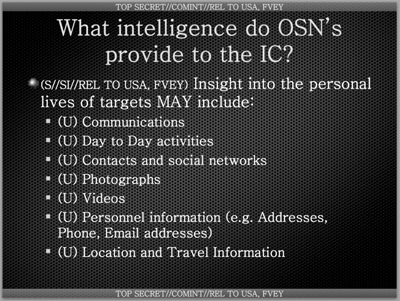 TOP SECRET//COMINT//REL TO USA, FVEY
What intelligence do OSN's
provide to the IC?
(S//SI//REL TO USA, FVEY) Insight into the personal
lives of targets MAY include:
▪ (U) Communications
▪ (U) Day to Day activities
▪ (U) Contacts and social networks
▪ (U) Photographs
▪ (U) Videos
▪ (U) Personnel information (e.g. Addresses,
Phone, Email addresses)
▪ (U) Location and Travel Information
TOP SECRET//COMINT//REL TO USA, FVEY